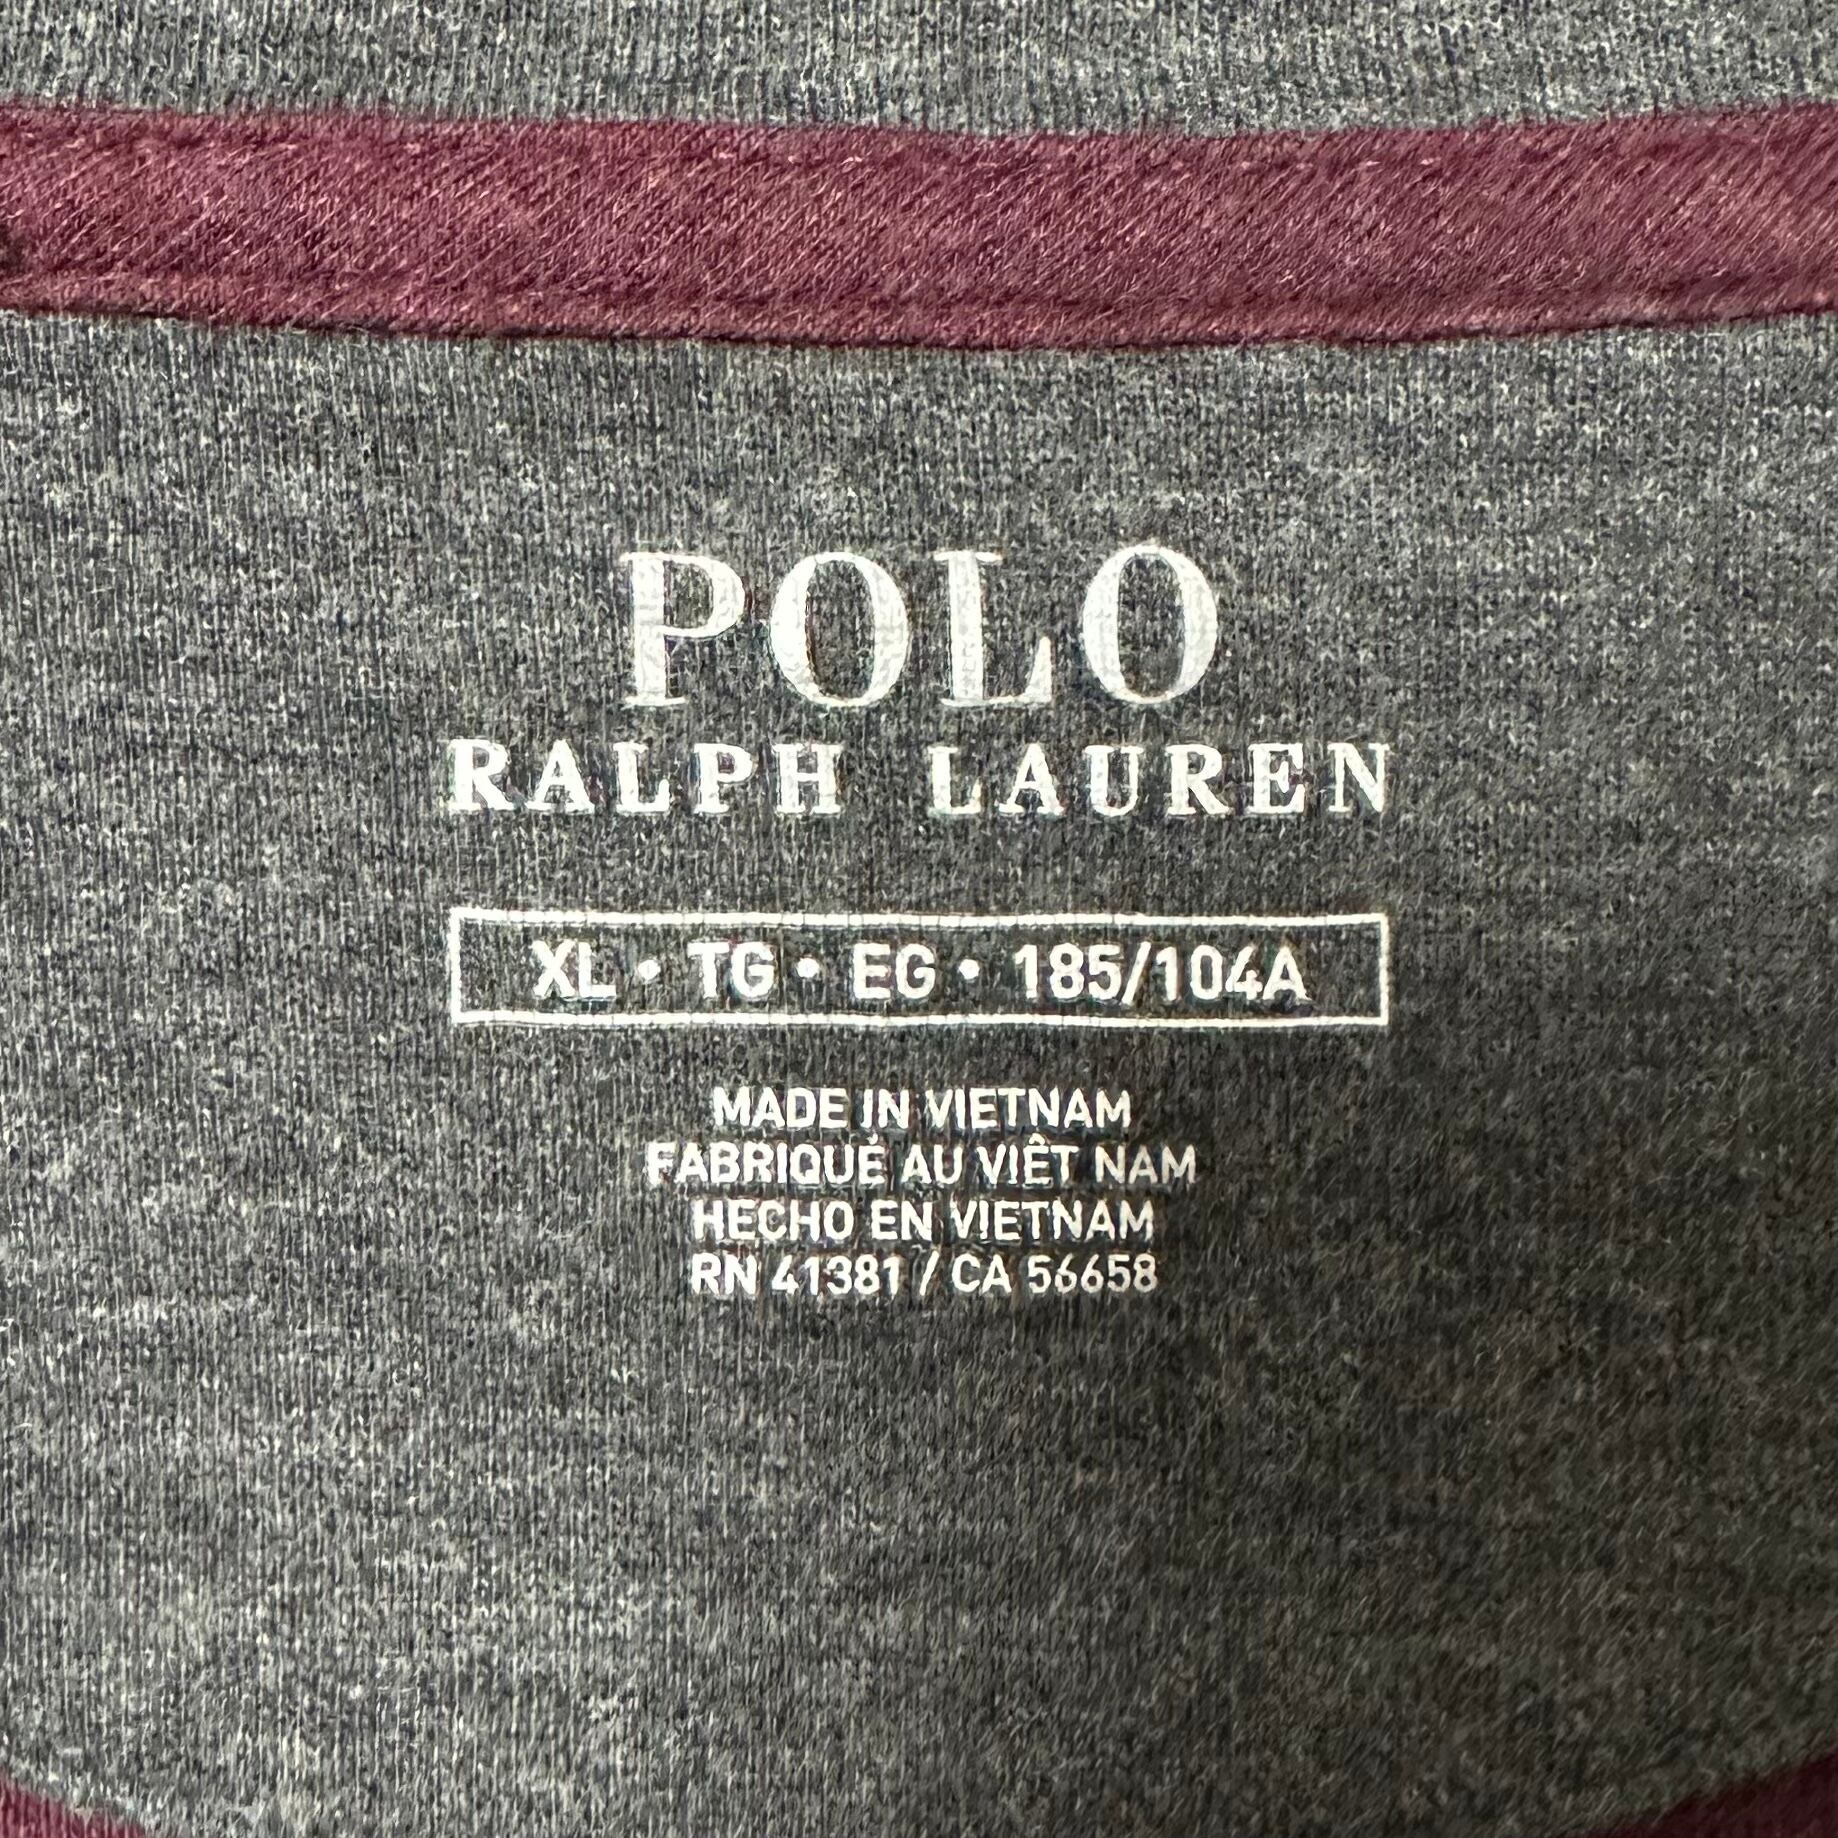 POLO
RALPH LAUREN
XL • TG • EG • 185/104A
MADE IN VIETNAM
FABRIQUÉ AU VIÊT NAM
HECHO EN VIETNAM
RN 41381 / CA 56658